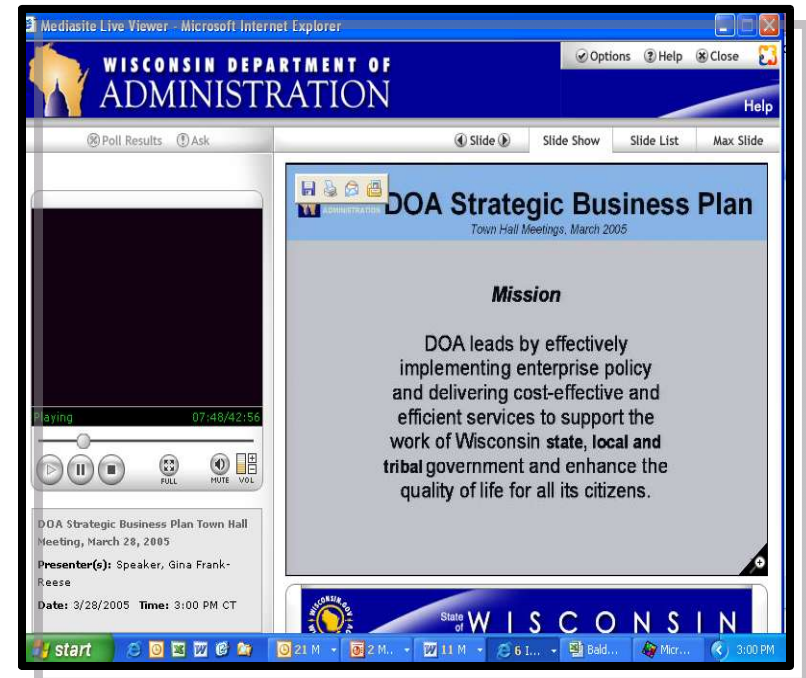 Mediasite Live Viewer - Microsoft Internet Explorer
WISCONSIN DEPARTMENT OF
ADMINISTRATION
Options Help Close
Help
Poll Results Ask
Slide Slide Show Slide List Max Slide
DOA Strategic Business Plan
ADMINISTRATION
Town Hall Meetings, March 2005
Mission
DOA leads by effectively
implementing enterprise policy
and delivering cost-effective and
efficient services to support the
work of Wisconsin state, local and
tribal government and enhance the
quality of life for all its citizens.
Playing 07:48/42:56
FULL MUTE VOL
DOA Strategic Business Plan Town Hall
Meeting, March 28, 2005
Presenter(s): Speaker, Gina Frank-
Reese
Date: 3/28/2005 Time: 3:00 PM CT
WISCONSIN.GOV
State of WISCONSIN
start 21 M 2 M.. 11 M 6 I... Bald... Micr... 3:00 PM